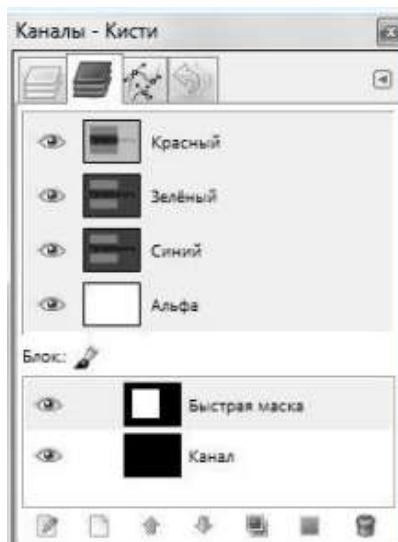 Каналы - Кисти
Красный
Зелёный
Синий
Альфа
Блок:
Быстрая маска
Канал